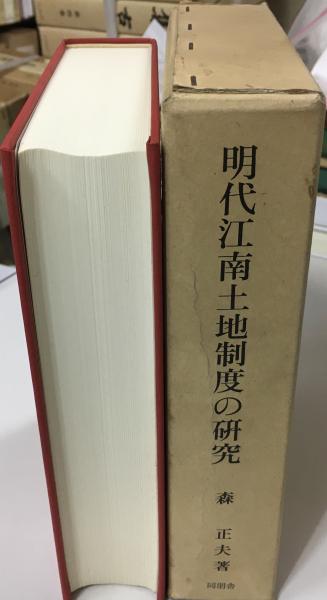 明代江南土地制度の研究
森 正夫著
同朋舎